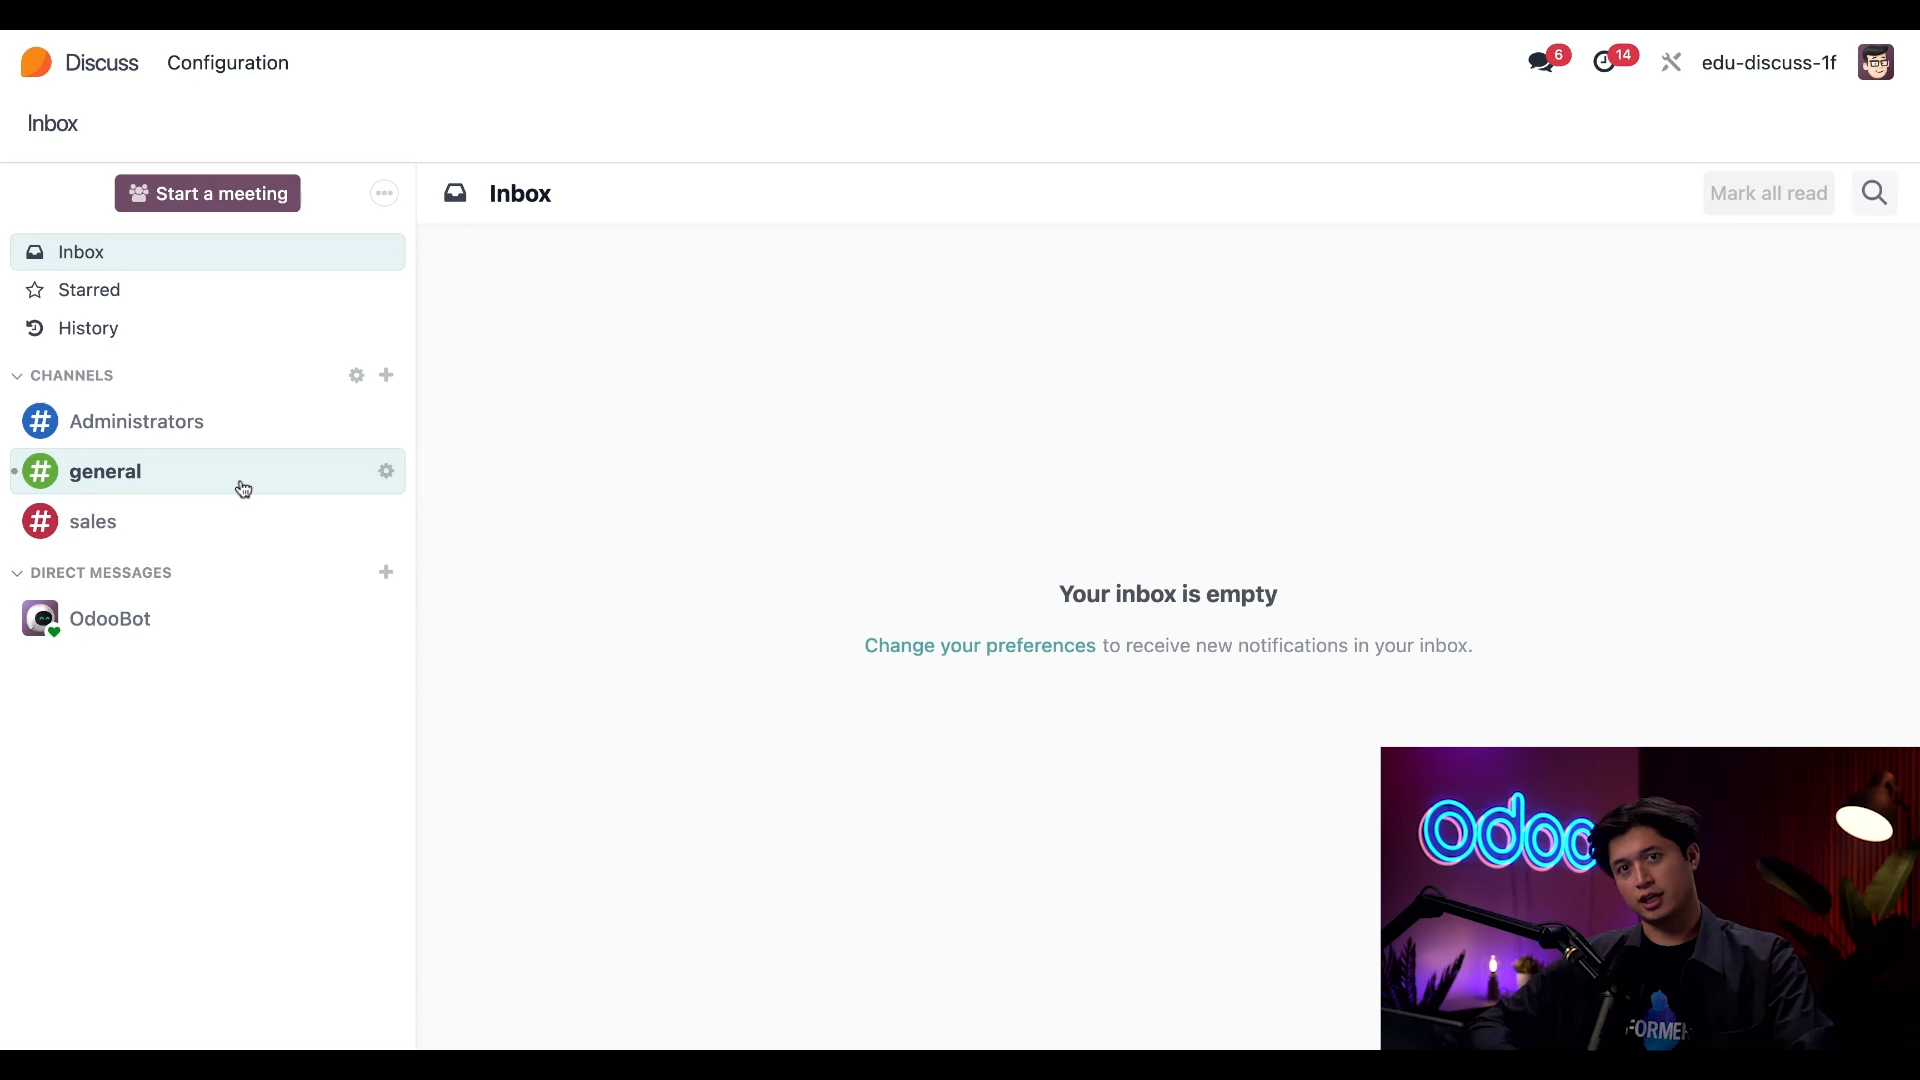 Discuss
Configuration
6
14
edu-discuss-1f
Inbox
Start a meeting
Inbox
Mark all read
Inbox
Starred
History
CHANNELS
# Administrators
# general
# sales
DIRECT MESSAGES
OdooBot
Your inbox is empty
Change your preferences to receive new notifications in your inbox.
odoo
FORMER